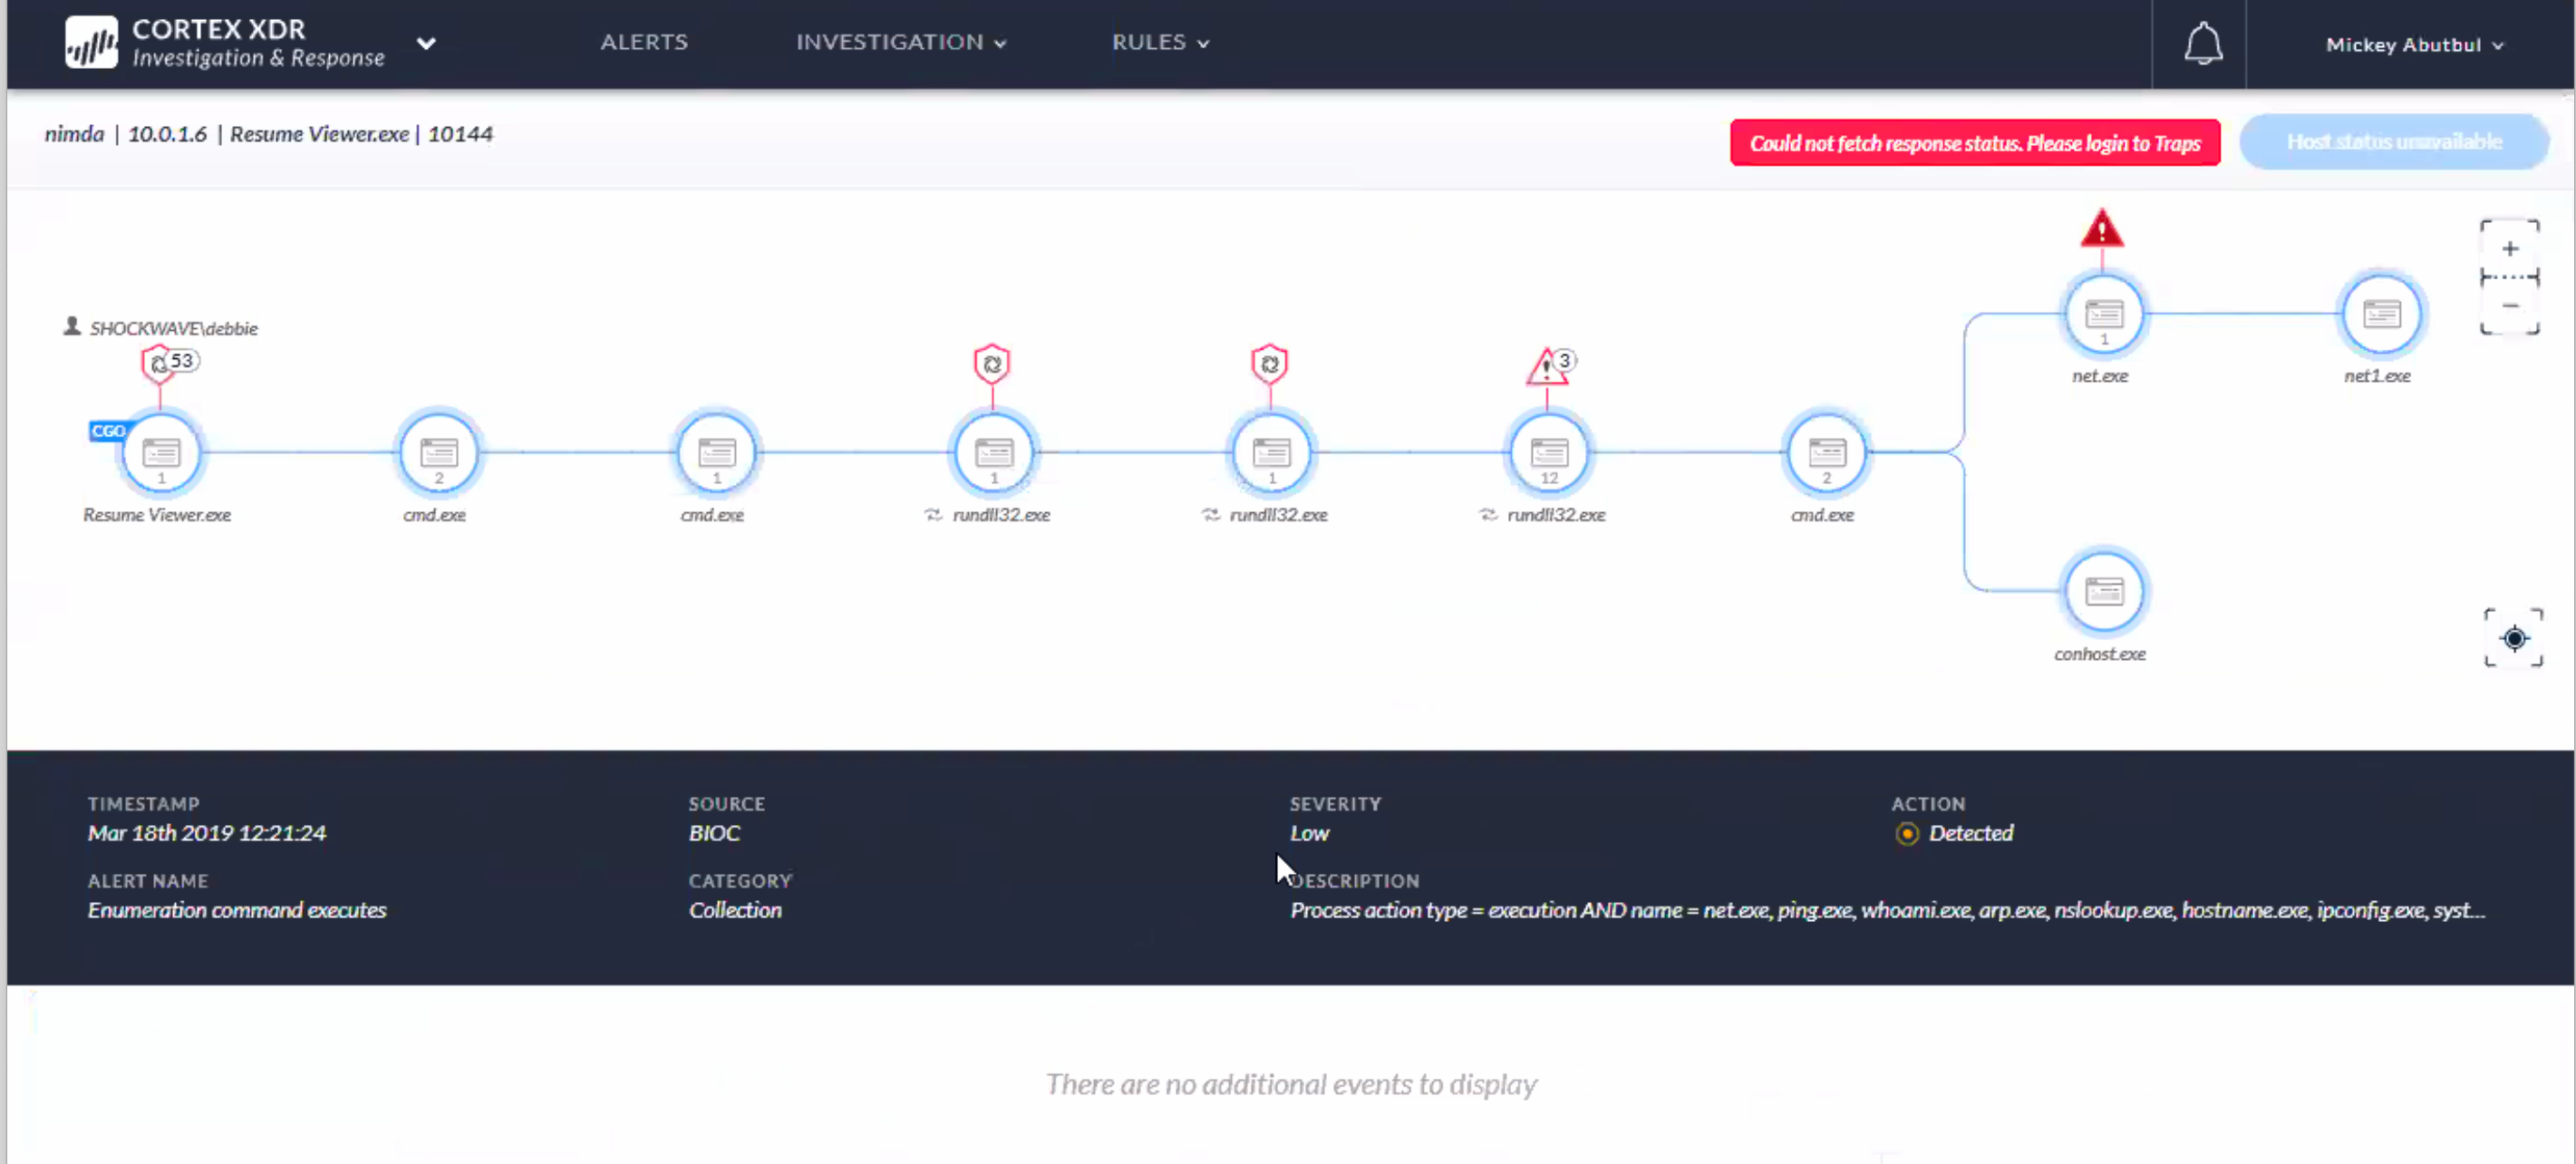 CORTEX XDR
Investigation & Response
ALERTS
INVESTIGATION
RULES
Mickey Abutbul
nimda | 10.0.1.6 | Resume Viewer.exe | 10144
Could not fetch response status. Please login to Traps
Host status unavailable
SHOCKWAVE\debbie
53
3
CGO
1
2
1
1
1
12
2
1
Resume Viewer.exe
cmd.exe
cmd.exe
rundll32.exe
rundll32.exe
rundll32.exe
cmd.exe
net.exe
net1.exe
conhost.exe
TIMESTAMP
Mar 18th 2019 12:21:24
SOURCE
BIOC
SEVERITY
Low
ACTION
Detected
ALERT NAME
Enumeration command executes
CATEGORY
Collection
DESCRIPTION
Process action type = execution AND name = net.exe, ping.exe, whoami.exe, arp.exe, nslookup.exe, hostname.exe, ipconfig.exe, syst...
There are no additional events to display